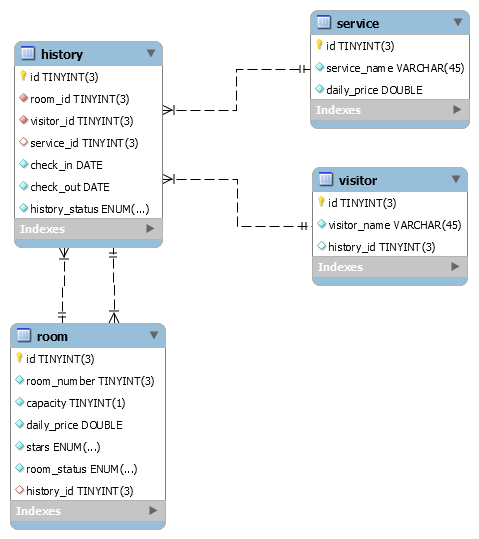 history
id TINYINT(3)
room_id TINYINT(3)
visitor_id TINYINT(3)
service_id TINYINT(3)
check_in DATE
check_out DATE
history_status ENUM(...)
Indexes
service
id TINYINT(3)
service_name VARCHAR(45)
daily_price DOUBLE
Indexes
visitor
id TINYINT(3)
visitor_name VARCHAR(45)
history_id TINYINT(3)
Indexes
room
id TINYINT(3)
room_number TINYINT(3)
capacity TINYINT(1)
daily_price DOUBLE
stars ENUM(...)
room_status ENUM(...)
history_id TINYINT(3)
Indexes